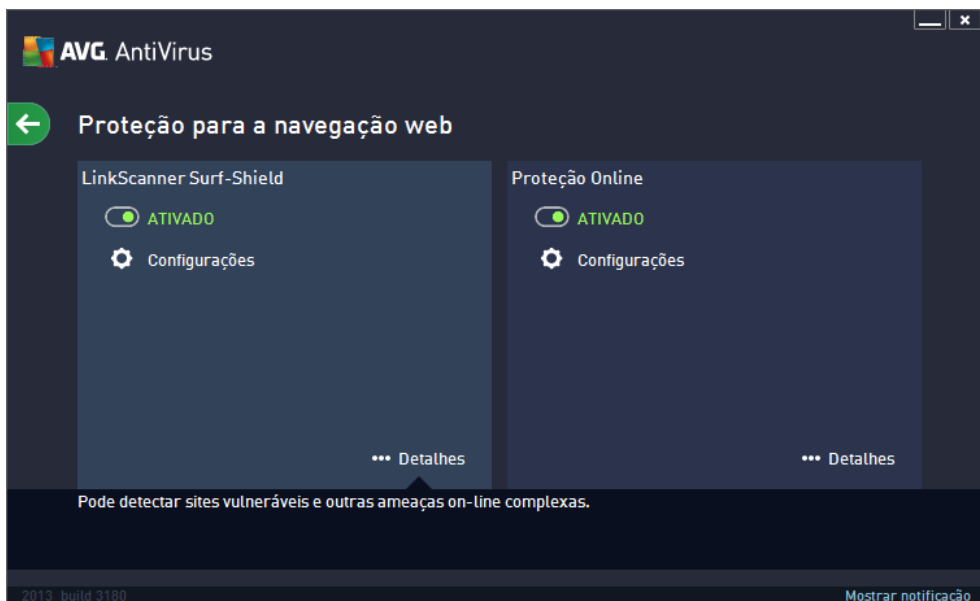 AVG. AntiVirus
Proteção para a navegação web
LinkScanner Surf-Shield
ATIVADO
Configurações
••• Detalhes
Proteção Online
ATIVADO
Configurações
••• Detalhes
Pode detectar sites vulneráveis e outras ameaças on-line complexas.
2013 build 3180
Mostrar notificação